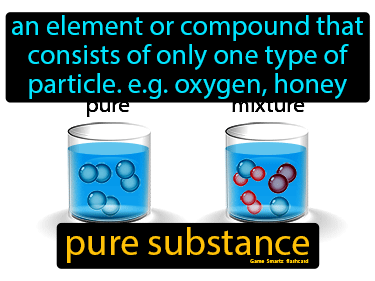 an element or compound that
consists of only one type of
particle. e.g. oxygen, honey
pure mixture
pure substance
Game Smartz flashcard